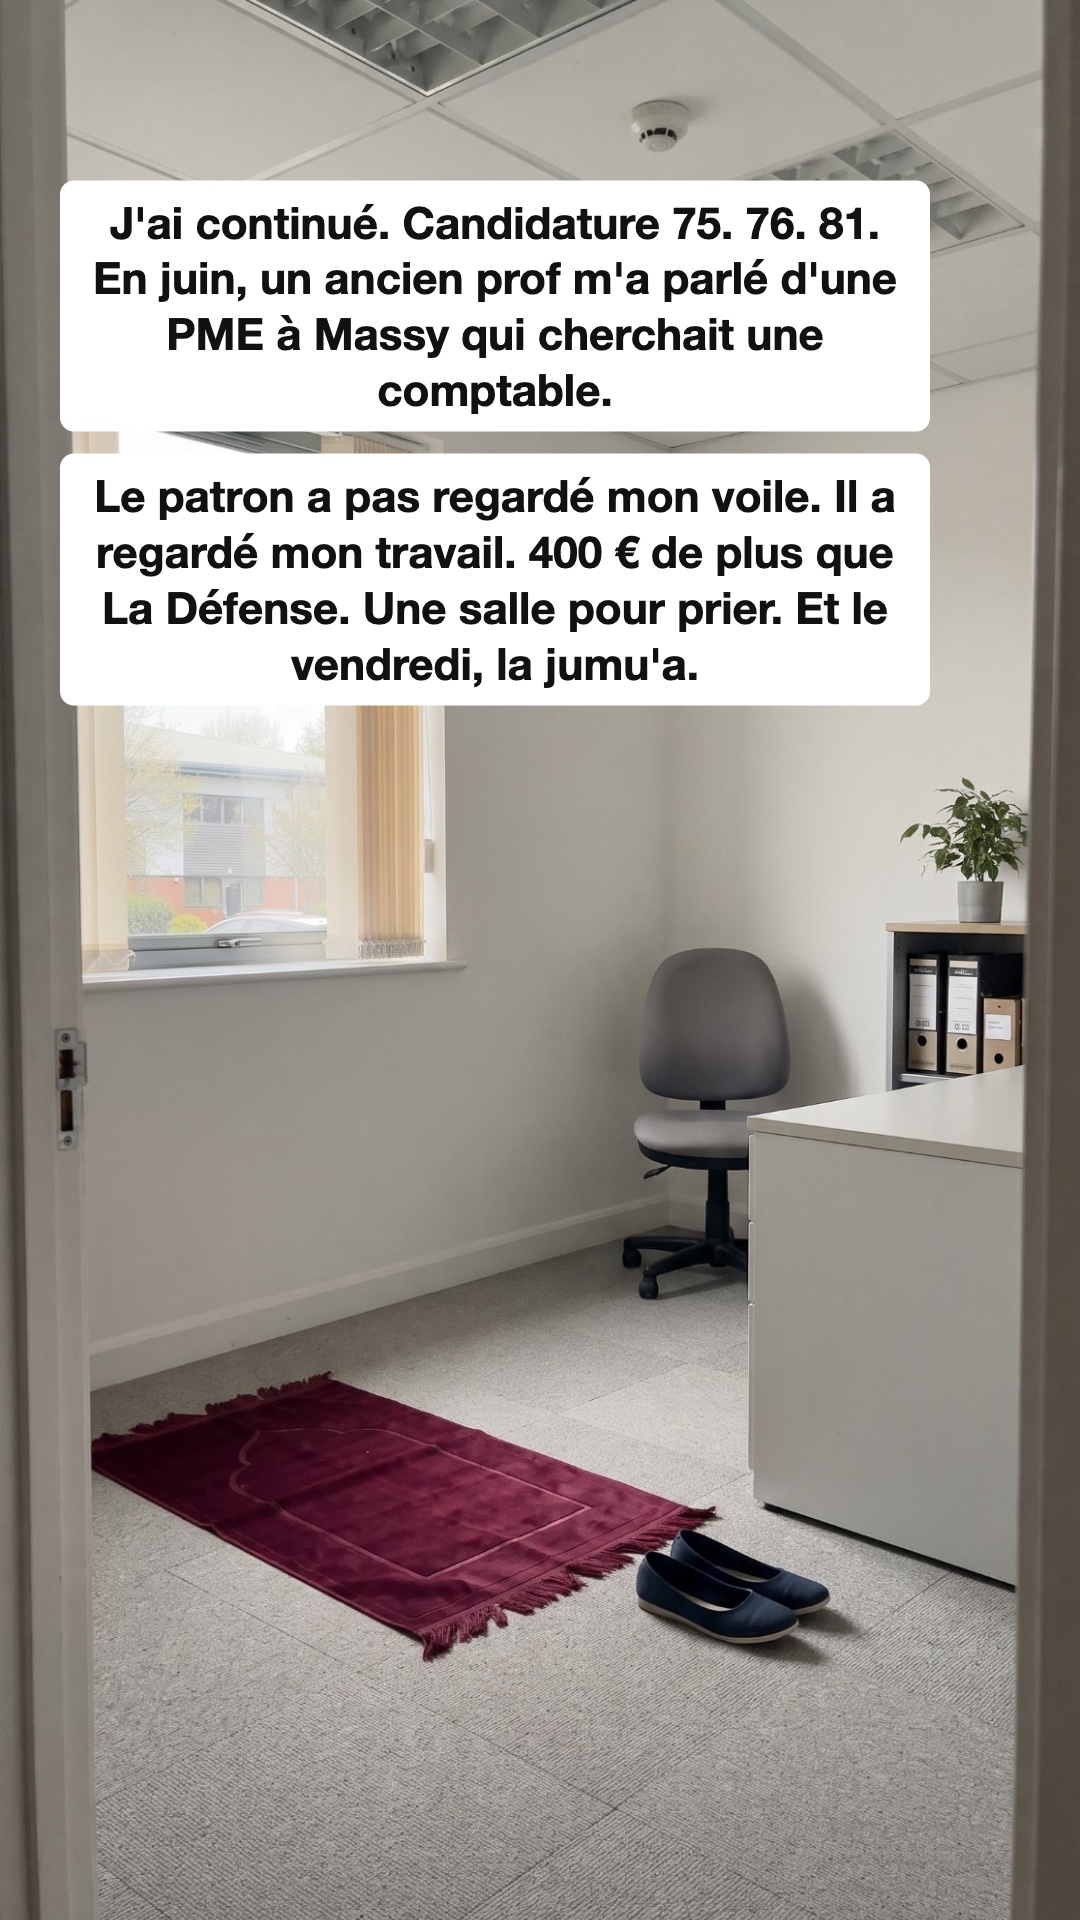 J'ai continué. Candidature 75. 76. 81.
En juin, un ancien prof m'a parlé d'une
PME à Massy qui cherchait une
comptable.
Le patron a pas regardé mon voile. Il a
regardé mon travail. 400 € de plus que
La Défense. Une salle pour prier. Et le
vendredi, la jumu'a.